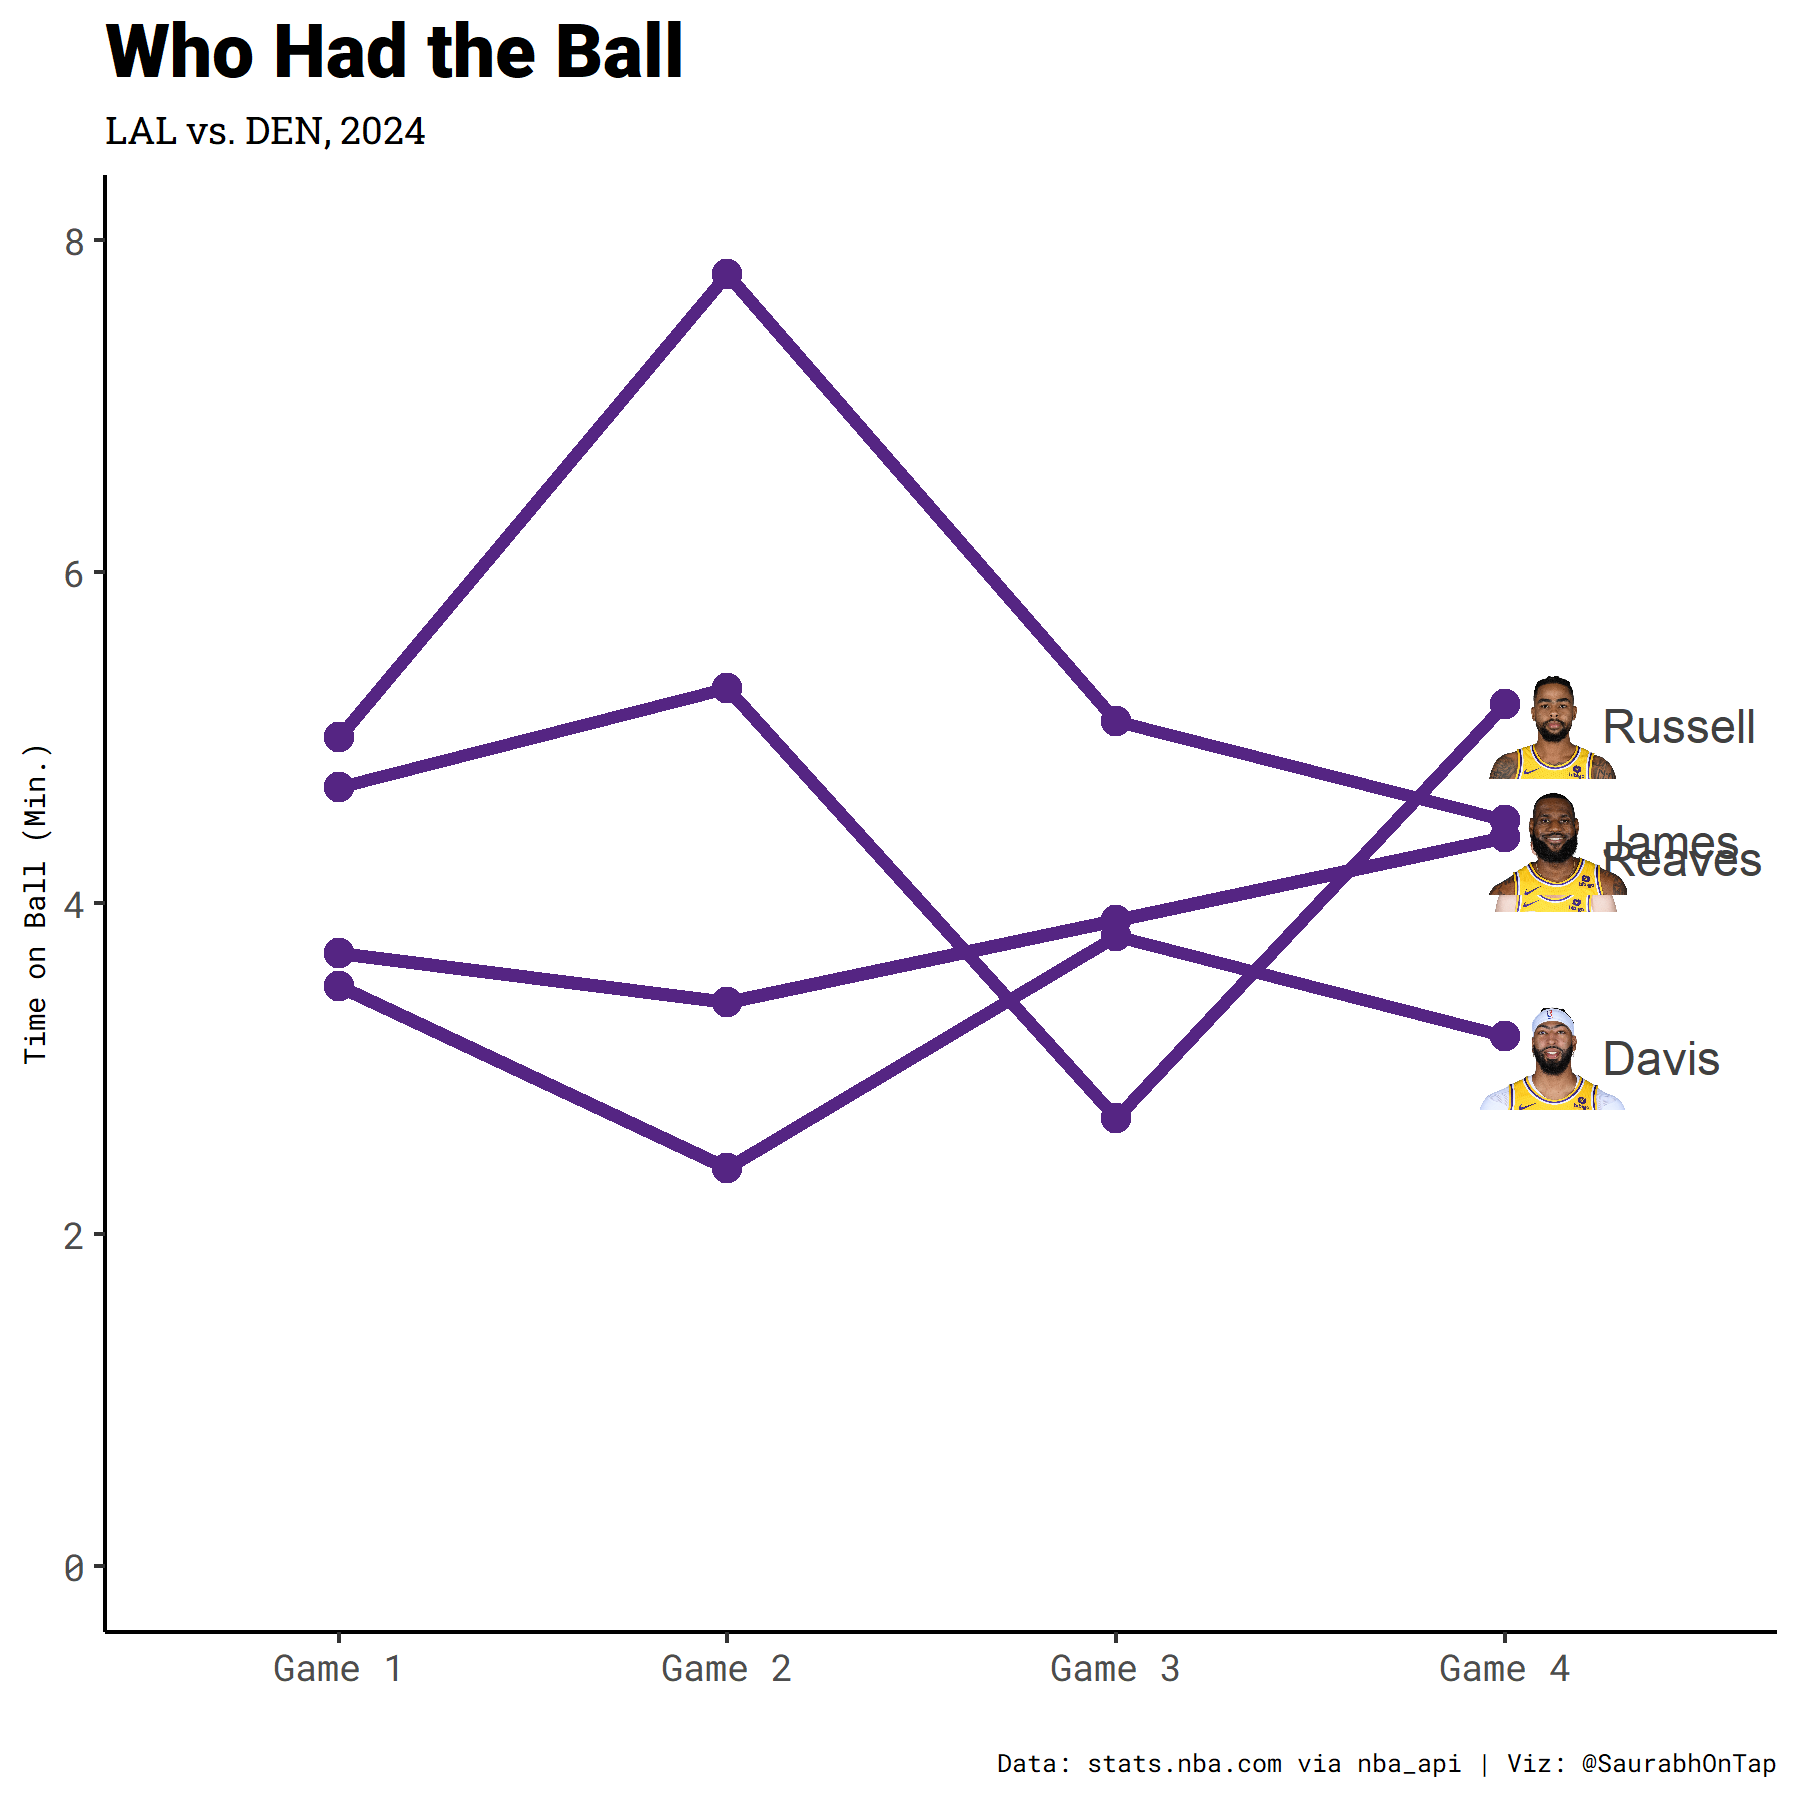 Who Had the Ball
LAL vs. DEN, 2024
Time on Ball (Min.)
8
6
4
2
0
Russell
James
Reaves
Davis
Game 1
Game 2
Game 3
Game 4
Data: stats.nba.com via nba_api | Viz: @SaurabhOnTap